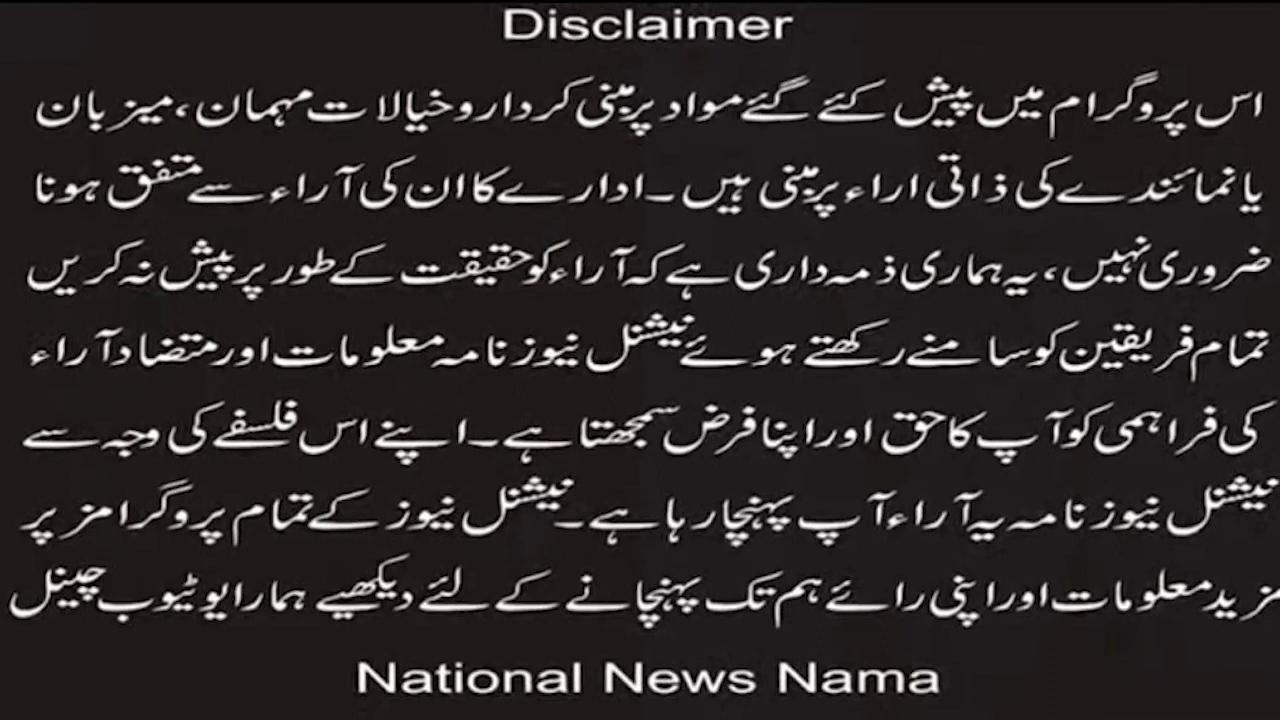 Disclaimer
اس پروگرام میں پیش کئے گئے مواد پر مبنی کردار و خیالات مہمان، میزبان
یا نمائندے کی ذاتی اراء پر مبنی ہیں۔ ادارے کا ان کی آراء سے متفق ہونا
ضروری نہیں، یہ ہماری ذمہ داری ہے کہ آراء کو حقیقت کے طور پر پیش نہ کریں
تمام فریقین کو سامنے رکھتے ہوئے نیشنل نیوز نامہ معلومات اور متضاد آراء
کی فراہمی کو آپ کا حق اور اپنا فرض سمجھتا ہے۔ اپنے اس فلسفے کی وجہ سے
نیشنل نیوز نامہ یہ آراء آپ پہنچا رہا ہے۔ نیشنل نیوز کے تمام پروگرامز پر
مزید معلومات اور اپنی رائے ہم تک پہنچانے کے لئے دیکھیے ہمارا یوٹیوب چینل
National News Nama